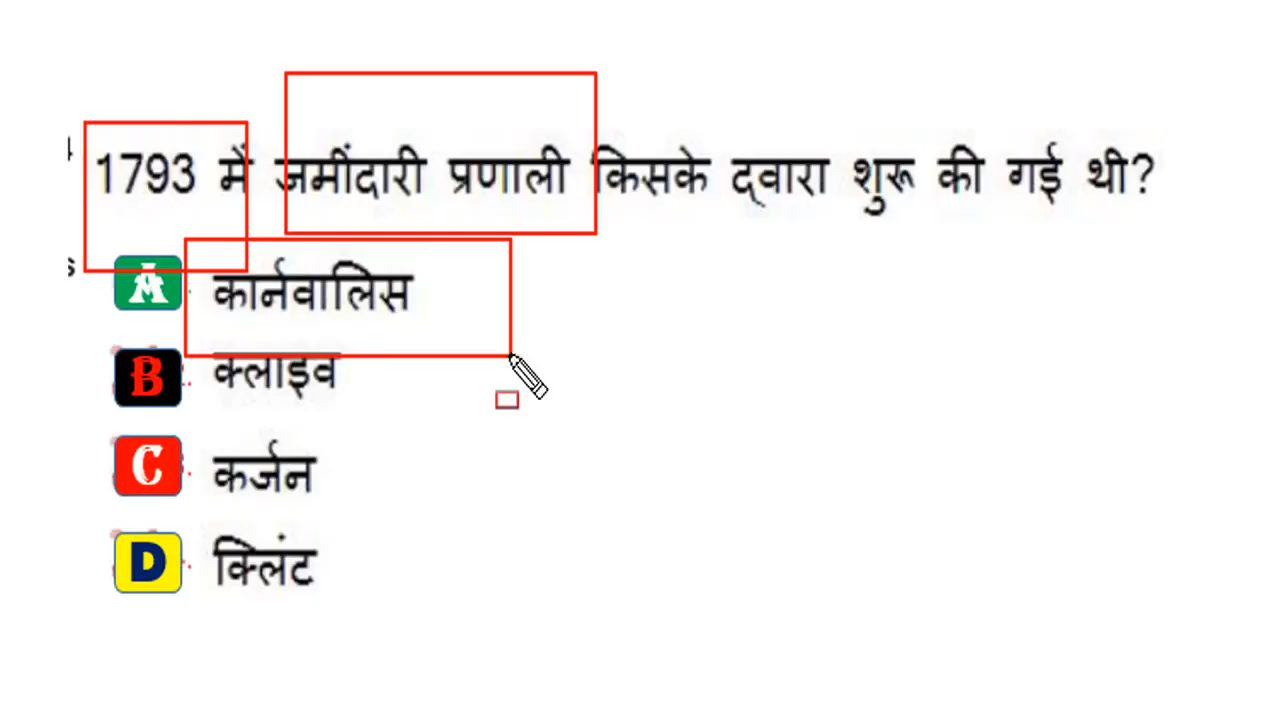 1793 में जमींदारी प्रणाली किसके द्वारा शुरू की गई थी?
A कार्नवालिस
B क्लाइव
C कर्जन
D क्लिंट